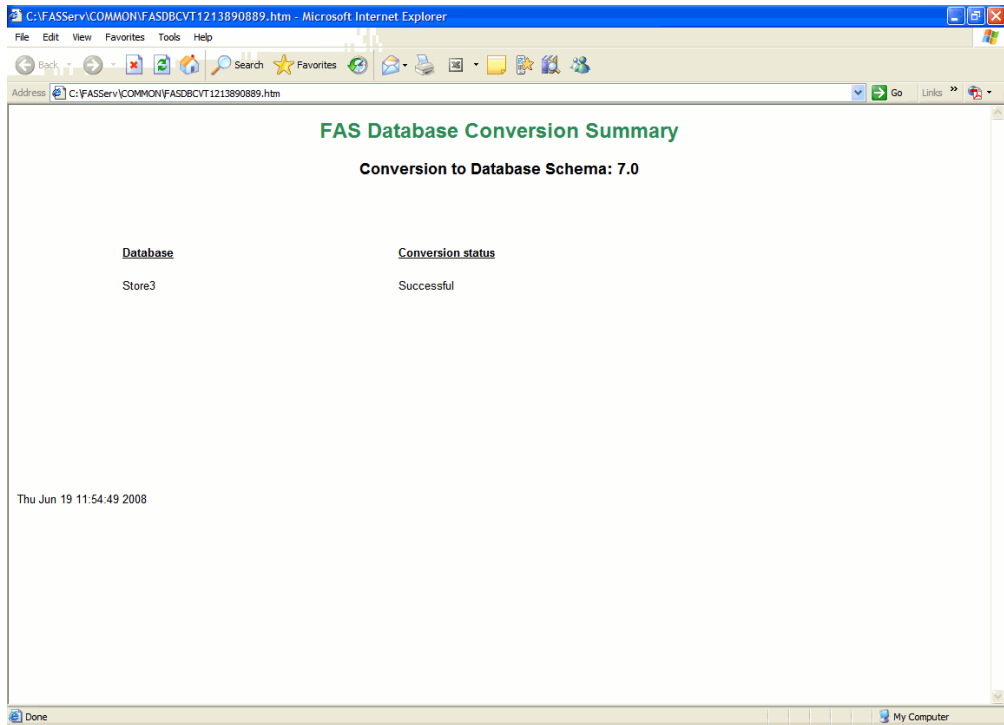 C:\FASServ\COMMON\FASDBCVT1213890889.htm - Microsoft Internet Explorer
File Edit View Favorites Tools Help
Back Search Favorites
Address C:\FASServ\COMMON\FASDBCVT1213890889.htm Go Links »
FAS Database Conversion Summary
Conversion to Database Schema: 7.0
Database Conversion status
Store3 Successful
Thu Jun 19 11:54:49 2008
Done My Computer